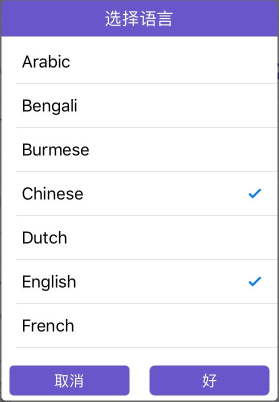 选择语言
Arabic
Bengali
Burmese
Chinese
Dutch
English
French
取消
好